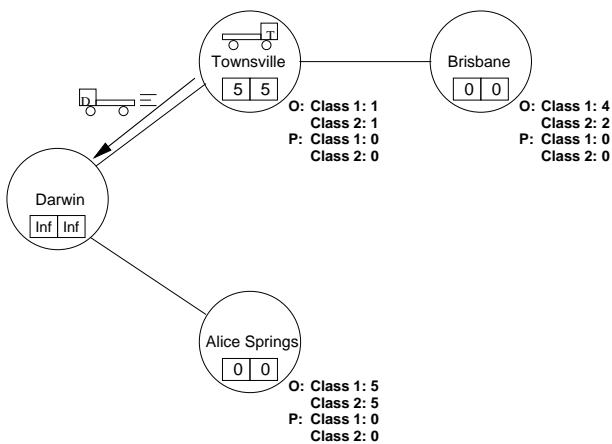 T
Townsville
5 5
O: Class 1: 1
Class 2: 1
P: Class 1: 0
Class 2: 0
Brisbane
0 0
O: Class 1: 4
Class 2: 2
P: Class 1: 0
Class 2: 0
D
Darwin
Inf Inf
Alice Springs
0 0
O: Class 1: 5
Class 2: 5
P: Class 1: 0
Class 2: 0